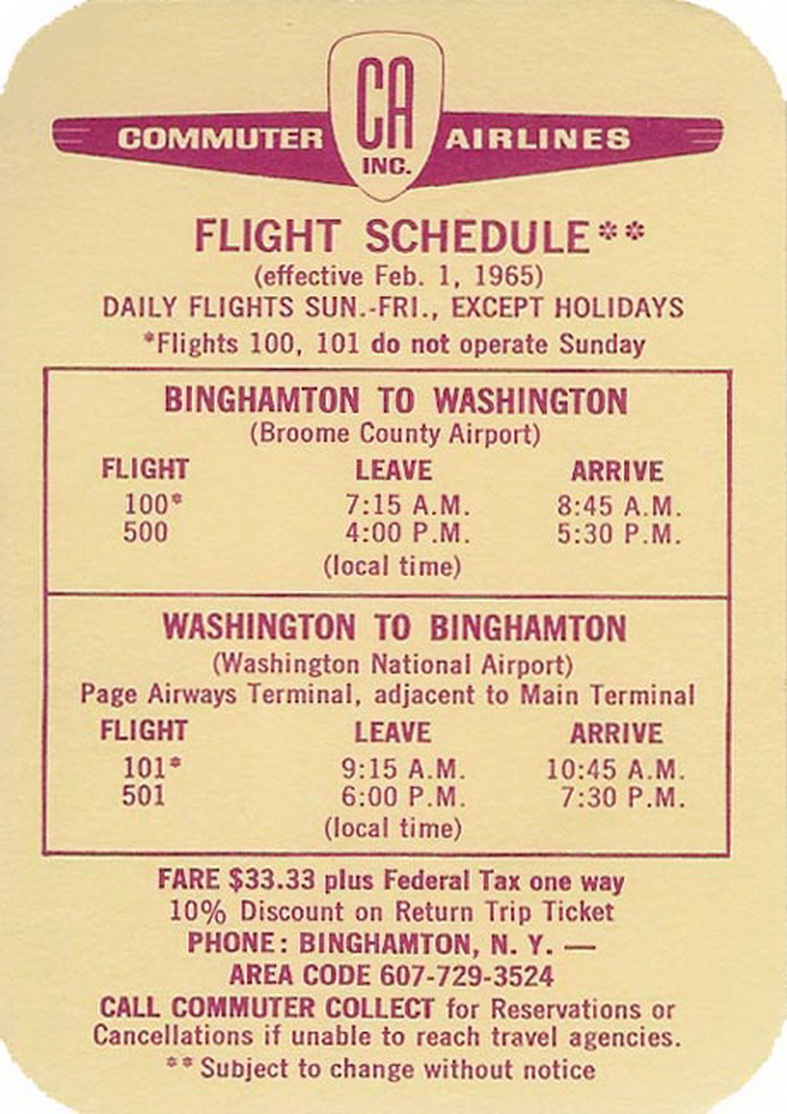 CA
COMMUTER AIRLINES
INC.
FLIGHT SCHEDULE**
(effective Feb. 1, 1965)
DAILY FLIGHTS SUN.-FRI., EXCEPT HOLIDAYS
*Flights 100, 101 do not operate Sunday
BINGHAMTON TO WASHINGTON
(Broome County Airport)
FLIGHT LEAVE ARRIVE
100* 7:15 A.M. 8:45 A.M.
500 4:00 P.M. 5:30 P.M.
(local time)
WASHINGTON TO BINGHAMTON
(Washington National Airport)
Page Airways Terminal, adjacent to Main Terminal
FLIGHT LEAVE ARRIVE
101* 9:15 A.M. 10:45 A.M.
501 6:00 P.M. 7:30 P.M.
(local time)
FARE $33.33 plus Federal Tax one way
10% Discount on Return Trip Ticket
PHONE: BINGHAMTON, N. Y. —
AREA CODE 607-729-3524
CALL COMMUTER COLLECT for Reservations or
Cancellations if unable to reach travel agencies.
** Subject to change without notice